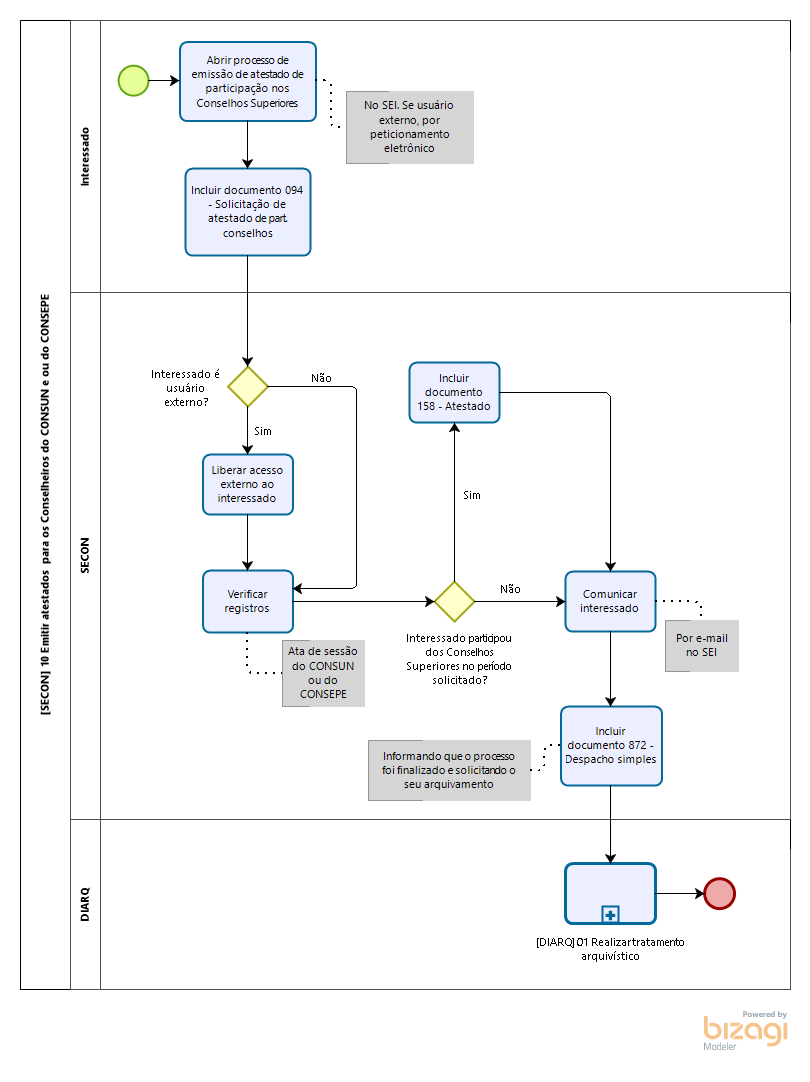 [SECON] 10 Emitir atestados para os Conselheiros do CONSUN e ou do CONSEPE
Interessado
Abrir processo de
emissão de atestado de
participação nos
Conselhos Superiores
No SEI. Se usuário
externo, por
peticionamento
eletrônico
Incluir documento 094
- Solicitação de
atestado de part.
conselhos
SECON
Interessado é
usuário
externo?
Não
Sim
Liberar acesso
externo ao
interessado
Verificar
registros
Ata de sessão
do CONSUN
ou do
CONSEPE
Incluir
documento
158 - Atestado
Sim
Não
Interessado participou
dos Conselhos
Superiores no período
solicitado?
Comunicar
interessado
Por e-mail
no SEI
Incluir
documento 872 -
Despacho simples
Informando que o processo
foi finalizado e solicitando o
seu arquivamento
DIARQ
[DIARQ] 01 Realizar tratamento
arquivístico
Powered by
bizagi
Modeler